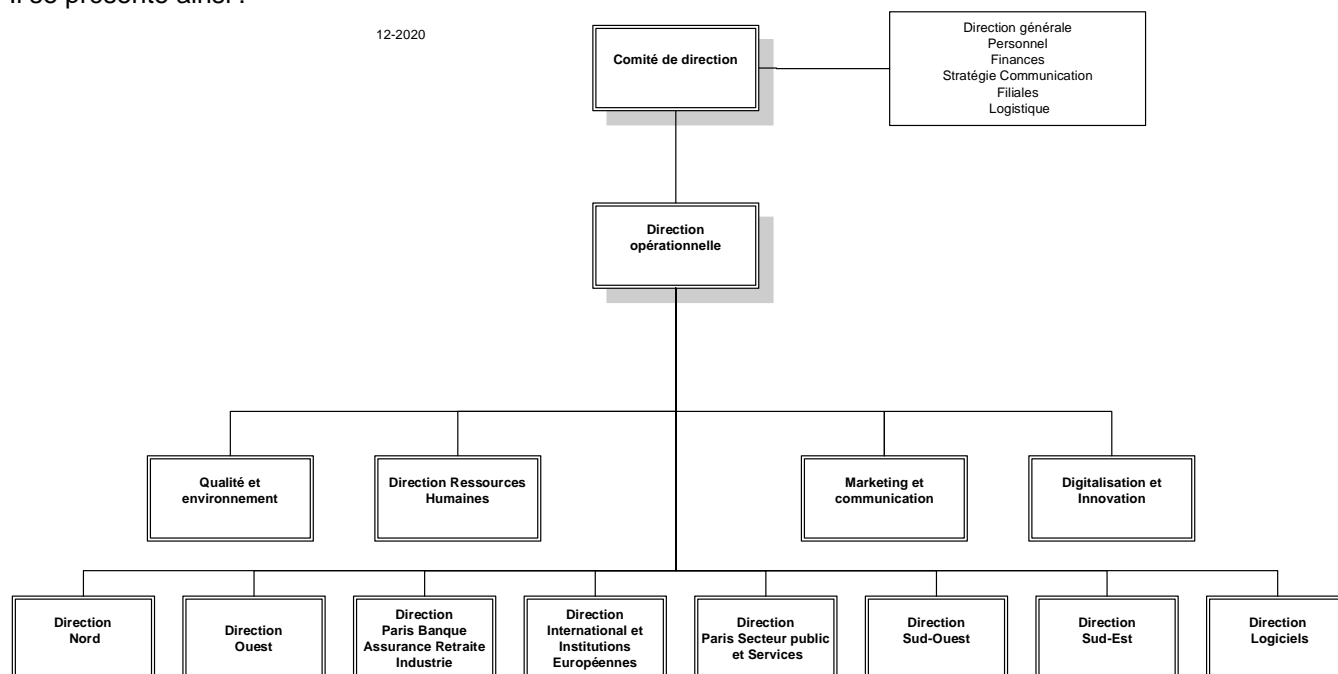 Il se présente ainsi :
12-2020
Comité de direction
Direction générale
Personnel
Finances
Stratégie Communication
Filiales
Logistique
Direction
opérationnelle
Qualité et
environnement
Direction Ressources
Humaines
Marketing et
communication
Digitalisation et
Innovation
Direction
Nord
Direction
Ouest
Direction
Paris Banque
Assurance Retraite
Industrie
Direction
International et
Institutions
Européennes
Direction
Paris Secteur public
et Services
Direction
Sud-Ouest
Direction
Sud-Est
Direction
Logiciels